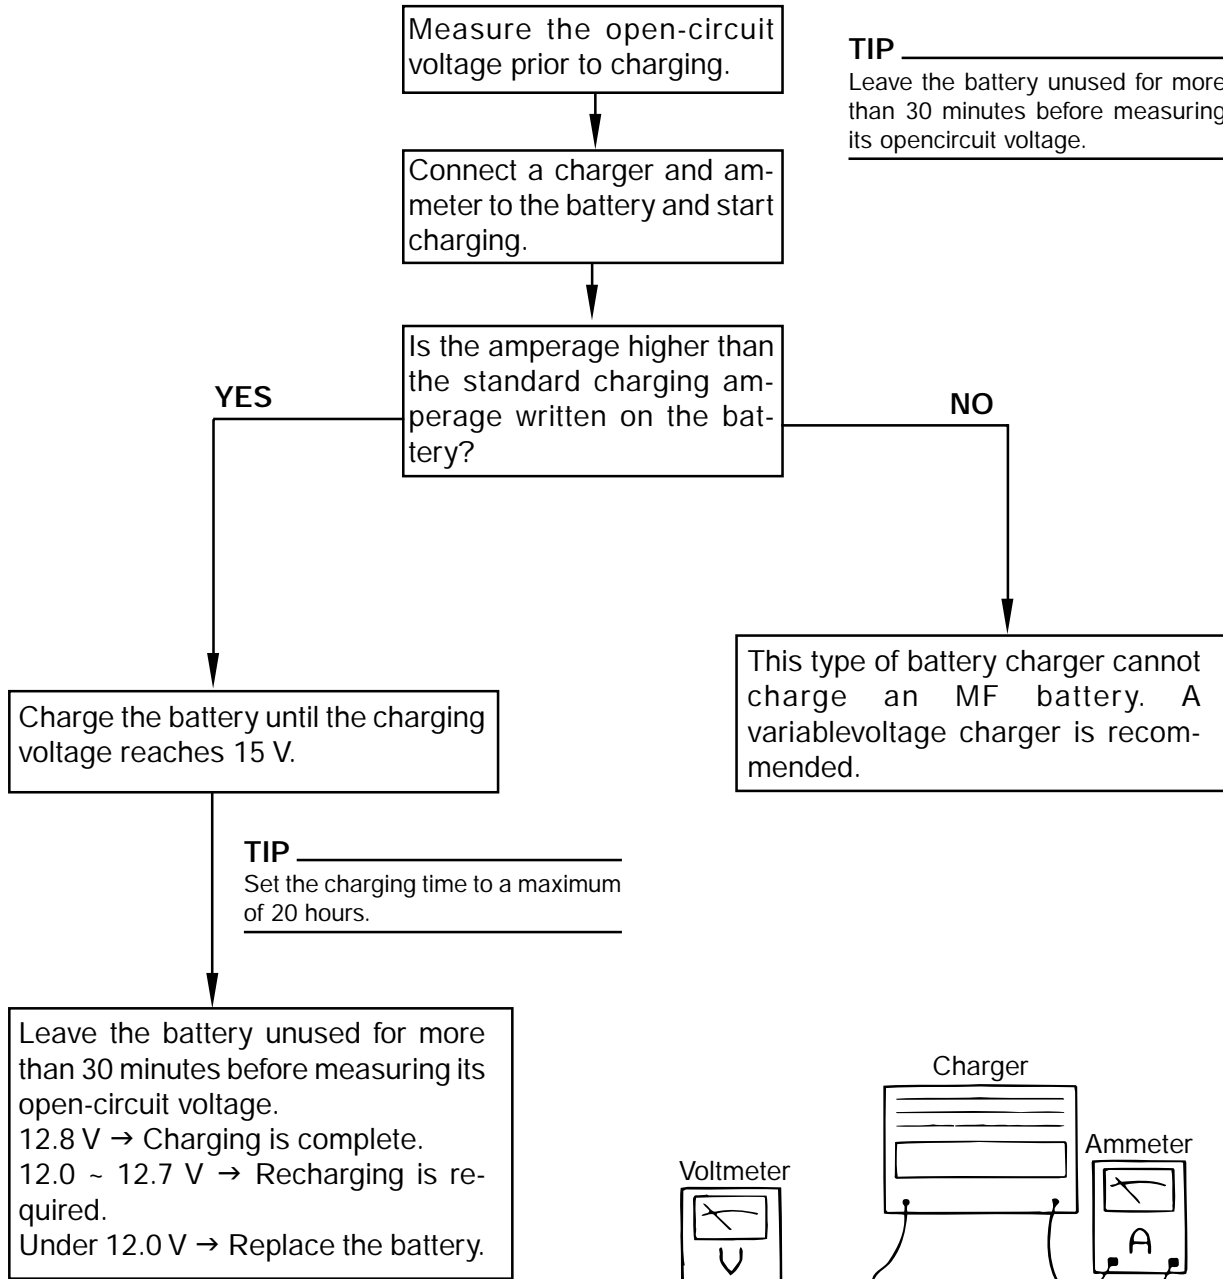 Measure the open-circuit
voltage prior to charging.
TIP
Leave the battery unused for more
than 30 minutes before measuring
its opencircuit voltage.
Connect a charger and am-
meter to the battery and start
charging.
Is the amperage higher than
the standard charging am-
perage written on the bat-
tery?
YES
NO
Charge the battery until the charging
voltage reaches 15 V.
This type of battery charger cannot
charge an MF battery. A
variablevoltage charger is recom-
mended.
TIP
Set the charging time to a maximum
of 20 hours.
Leave the battery unused for more
than 30 minutes before measuring its
open-circuit voltage.
12.8 V → Charging is complete.
12.0 ~ 12.7 V → Recharging is re-
quired.
Under 12.0 V → Replace the battery.
Charger
Ammeter
Voltmeter
V
A